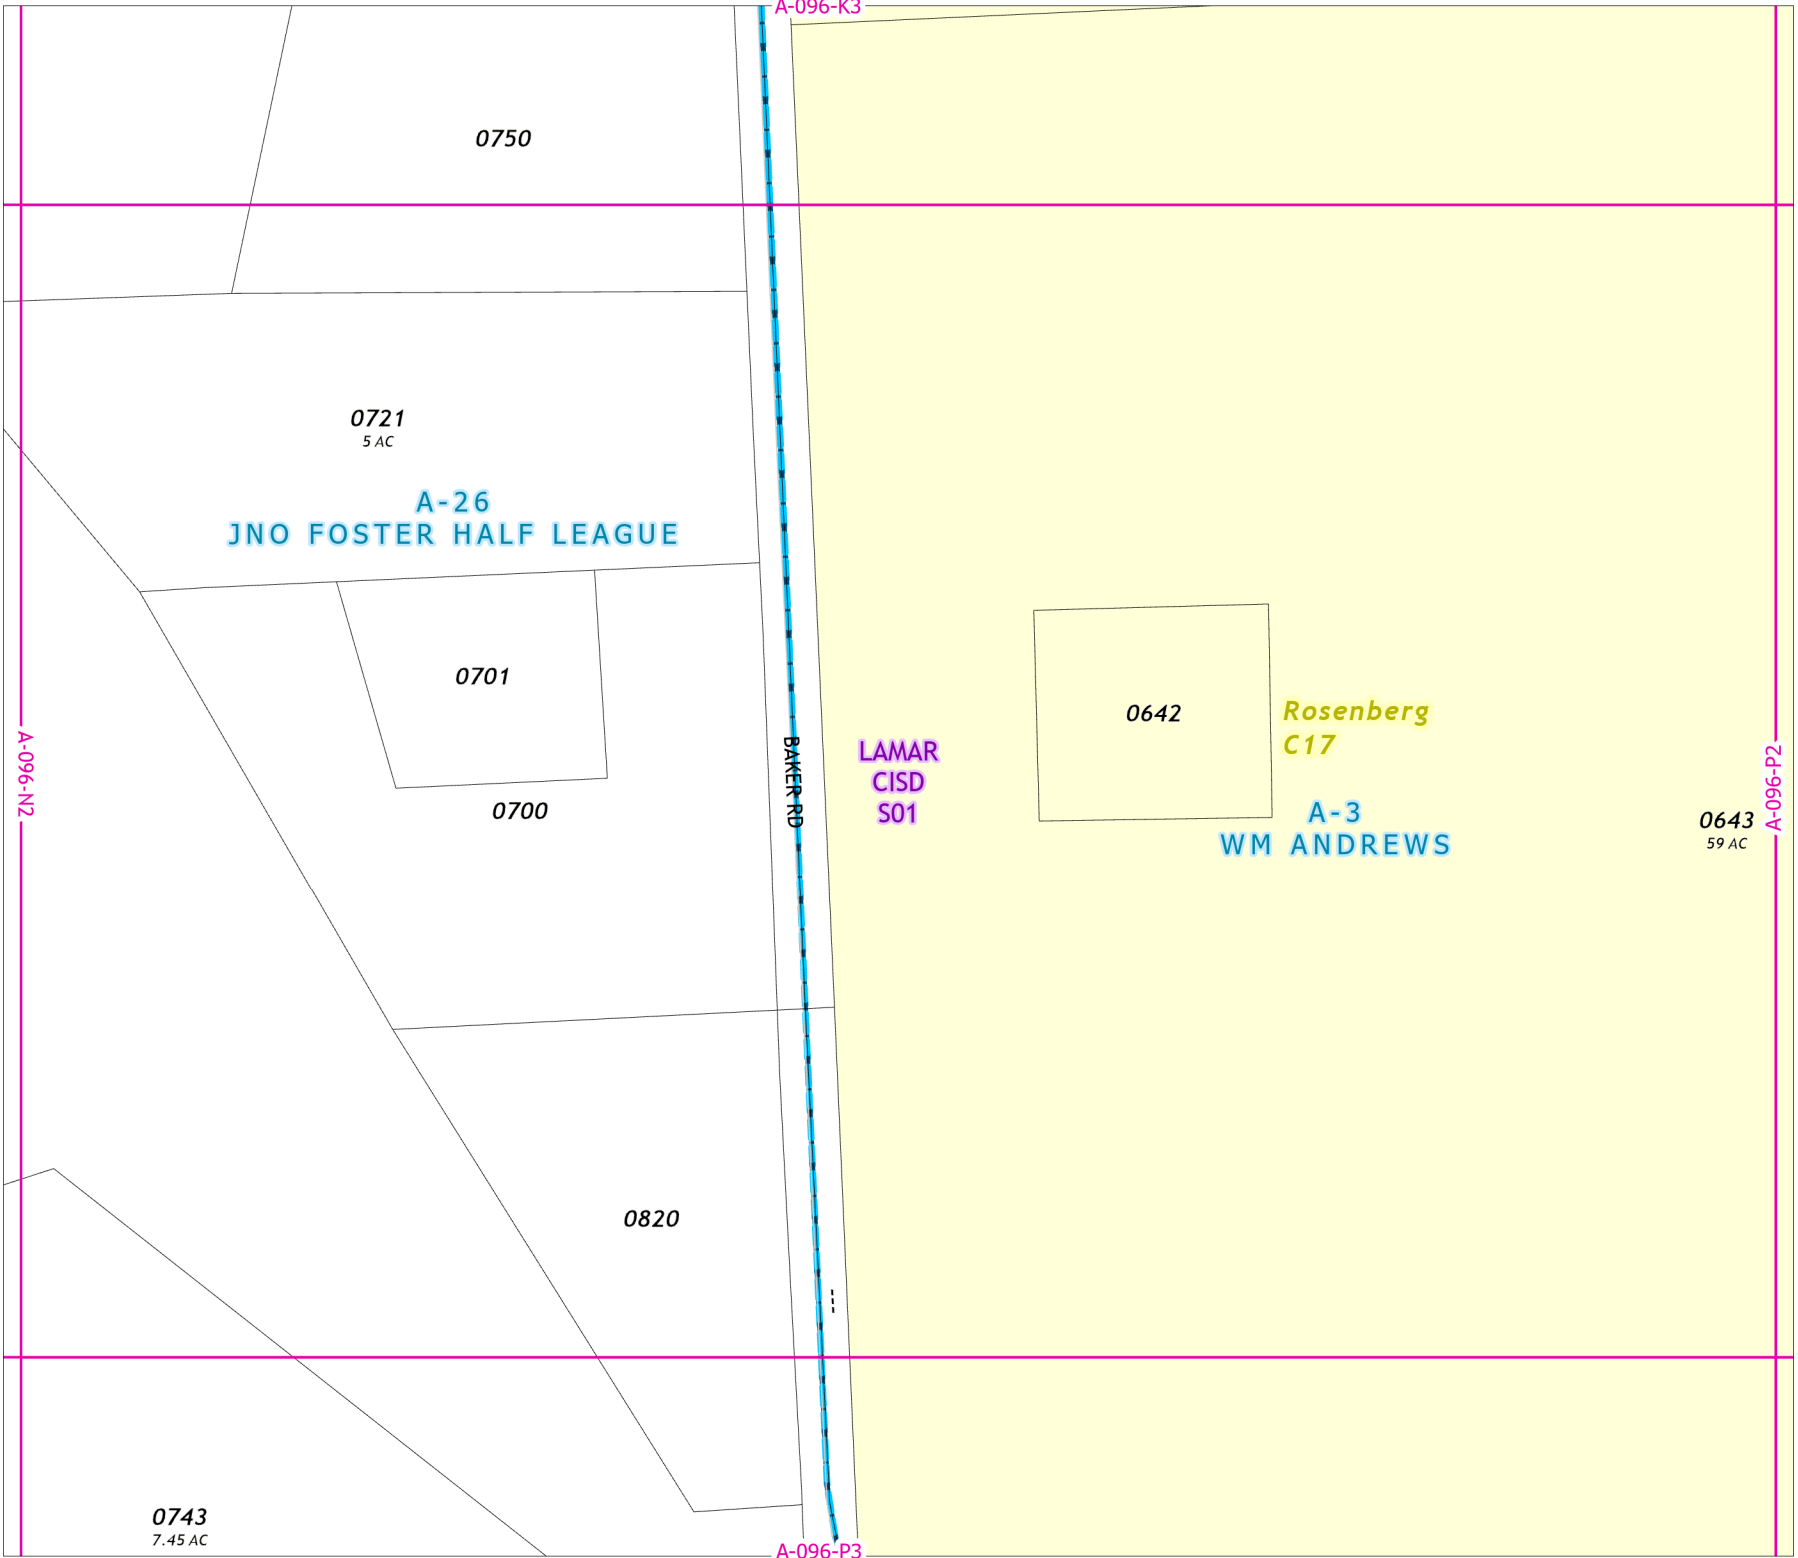 A-096-K3
0750
0721
5 AC
A-26
JNO FOSTER HALF LEAGUE
0701
0700
A-096-N2
BAKER RD
LAMAR
CISD
S01
0642
Rosenberg
C17
A-3
WM ANDREWS
0643
59 AC
A-096-P2
0820
0743
7.45 AC
A-096-P3